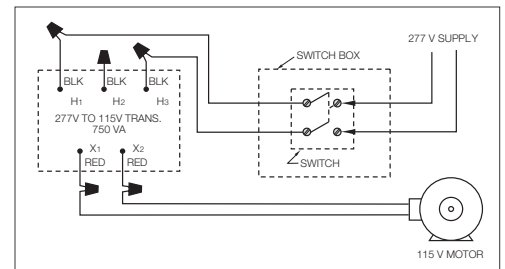 277 V SUPPLY
SWITCH BOX
BLK BLK BLK
H1 H2 H3
277V TO 115V TRANS.
750 VA
X1 X2
RED RED
SWITCH
115 V MOTOR